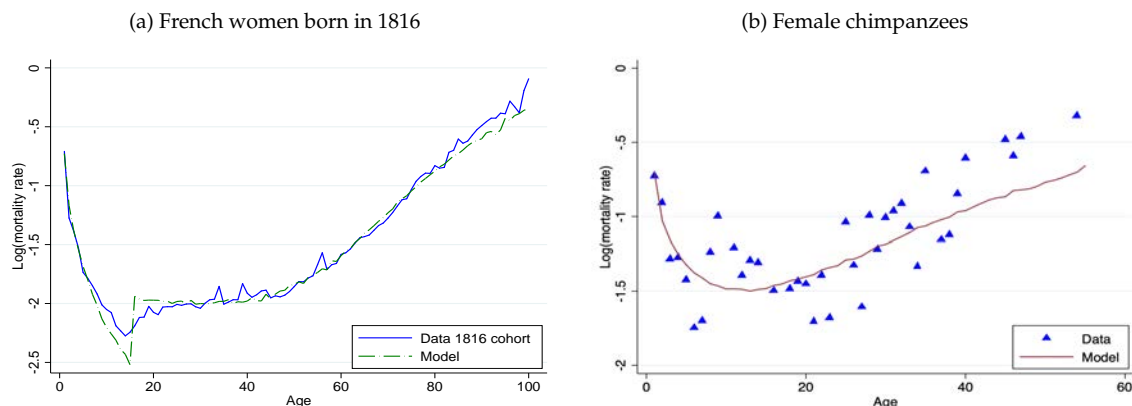 (a) French women born in 1816
Log(mortality rate)
0
-.5
-1
-1.5
-2
-2.5
0
20
40
60
80
100
Age
Data 1816 cohort
Model
(b) Female chimpanzees
Log(mortality rate)
0
-.5
-1
-1.5
-2
0
20
40
60
Age
Data
Model